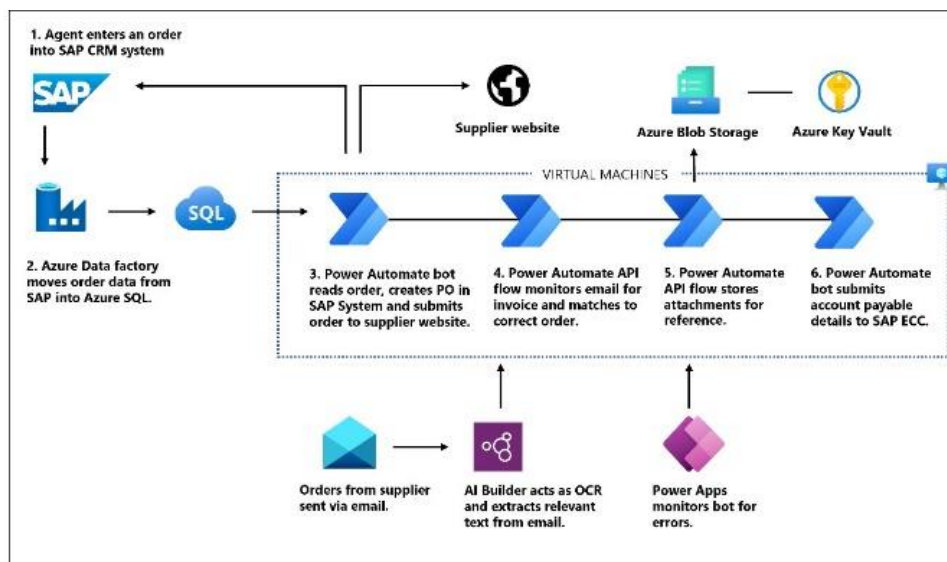 1. Agent enters an order
into SAP CRM system
SAP
Supplier website
Azure Blob Storage
Azure Key Vault
VIRTUAL MACHINES
SQL
2. Azure Data factory
moves order data from
SAP into Azure SQL.
3. Power Automate bot
reads order, creates PO in
SAP System and submits
order to supplier website.
4. Power Automate API
flow monitors email for
invoice and matches to
correct order.
5. Power Automate
API flow stores
attachments for
reference.
6. Power Automate
bot submits
account payable
details to SAP ECC.
Orders from supplier
sent via email.
AI Builder acts as OCR
and extracts relevant
text from email.
Power Apps
monitors bot for
errors.